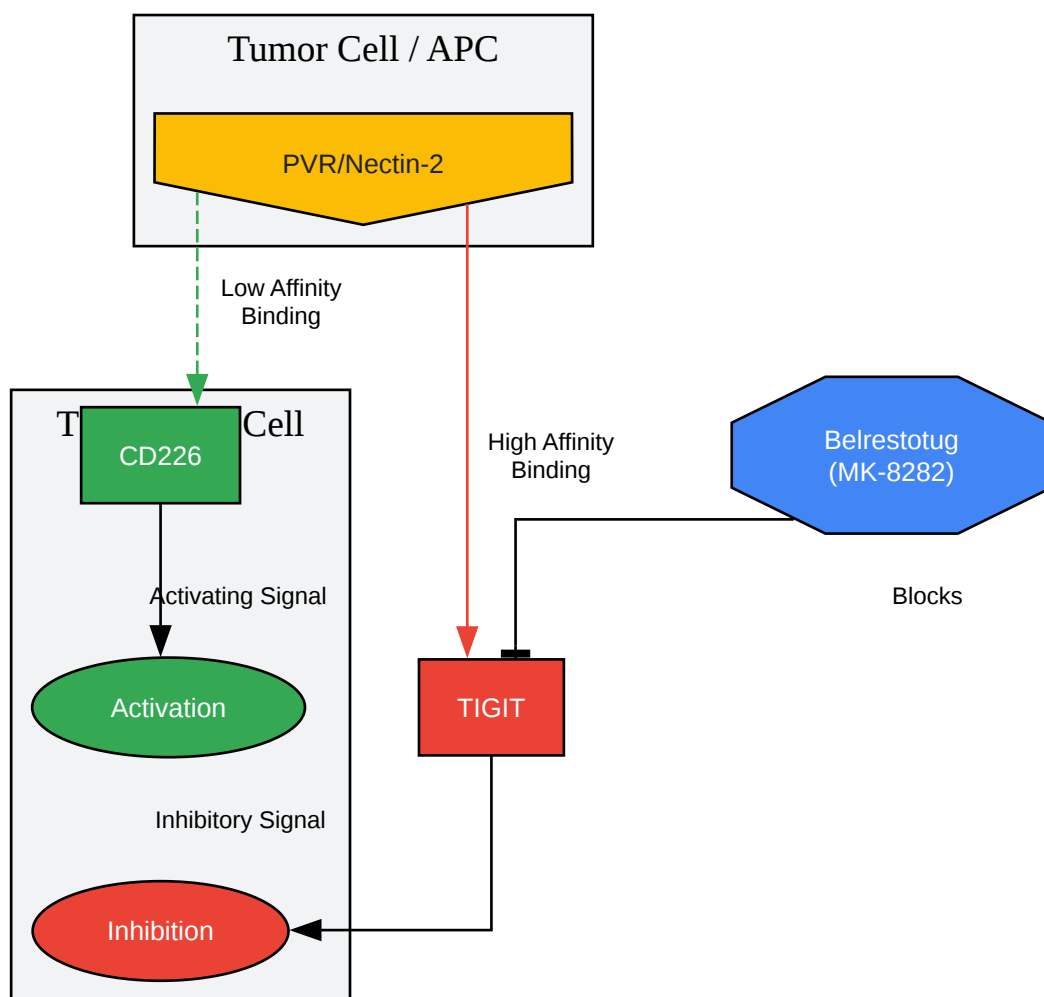 Tumor Cell / APC
PVR/Nectin-2
Low Affinity
Binding
T Cell
CD226
High Affinity
Binding
Belrestotug
(MK-8282)
Activating Signal
Blocks
Activation
TIGIT
Inhibitory Signal
Inhibition